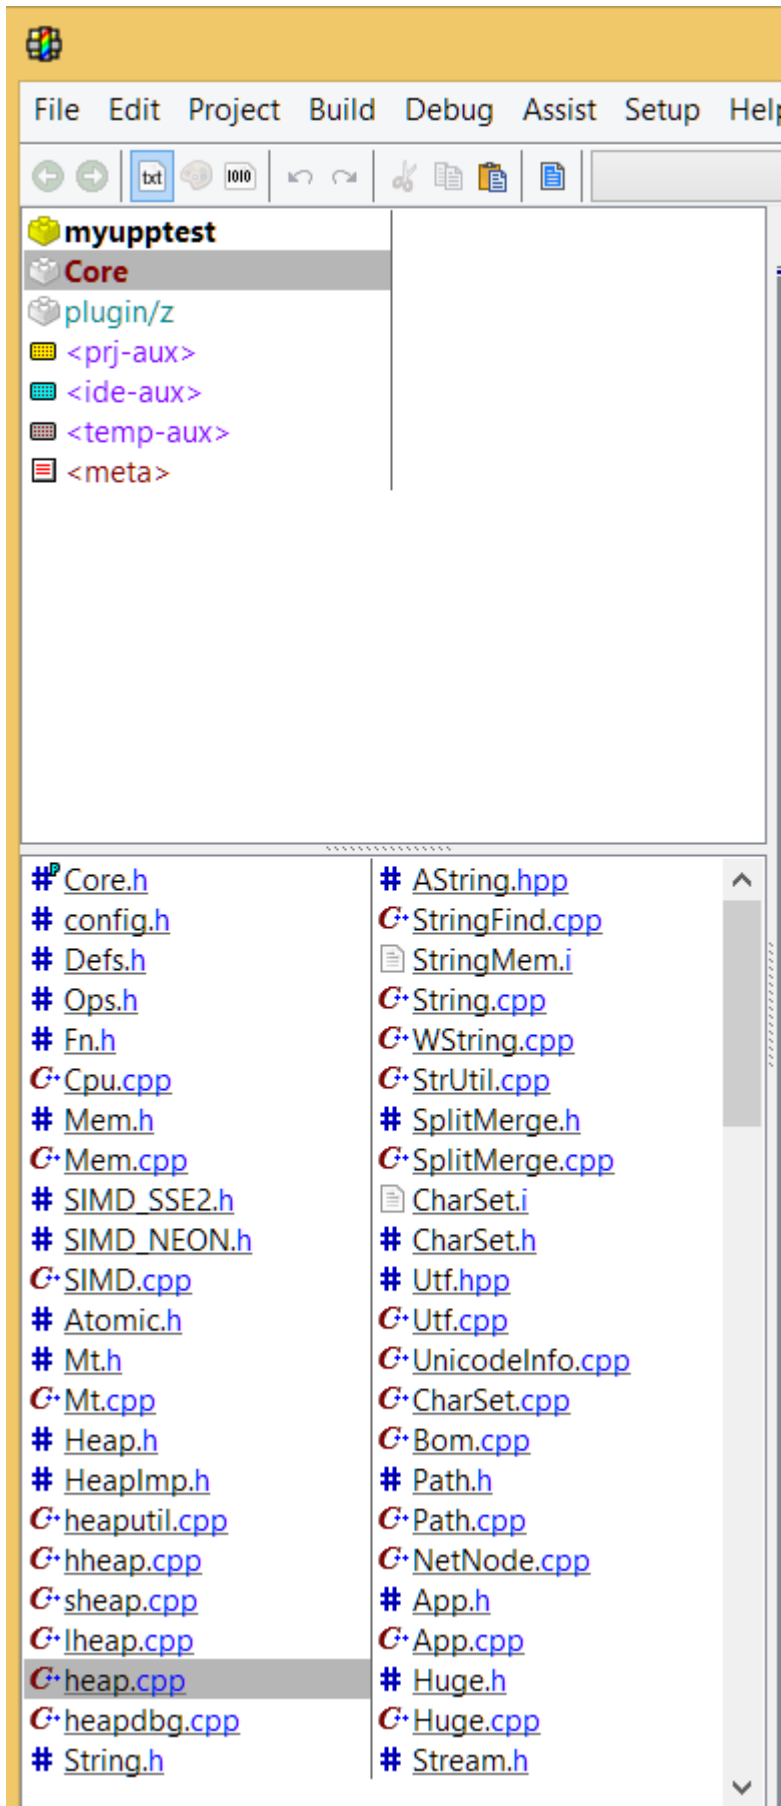 File Edit Project Build Debug Assist Setup Help
txt 1010
myupptest
Core
plugin/z
<prj-aux>
<ide-aux>
<temp-aux>
<meta>
Core.h
config.h
Defs.h
Ops.h
Fn.h
Cpu.cpp
Mem.h
Mem.cpp
SIMD_SSE2.h
SIMD_NEON.h
SIMD.cpp
Atomic.h
Mt.h
Mt.cpp
Heap.h
HeapImp.h
heaputil.cpp
hheap.cpp
sheap.cpp
lheap.cpp
heap.cpp
heapdbg.cpp
String.h
AString.hpp
StringFind.cpp
StringMem.i
String.cpp
WString.cpp
StrUtil.cpp
SplitMerge.h
SplitMerge.cpp
CharSet.i
CharSet.h
Utf.hpp
Utf.cpp
UnicodeInfo.cpp
CharSet.cpp
Bom.cpp
Path.h
Path.cpp
NetNode.cpp
App.h
App.cpp
Huge.h
Huge.cpp
Stream.h